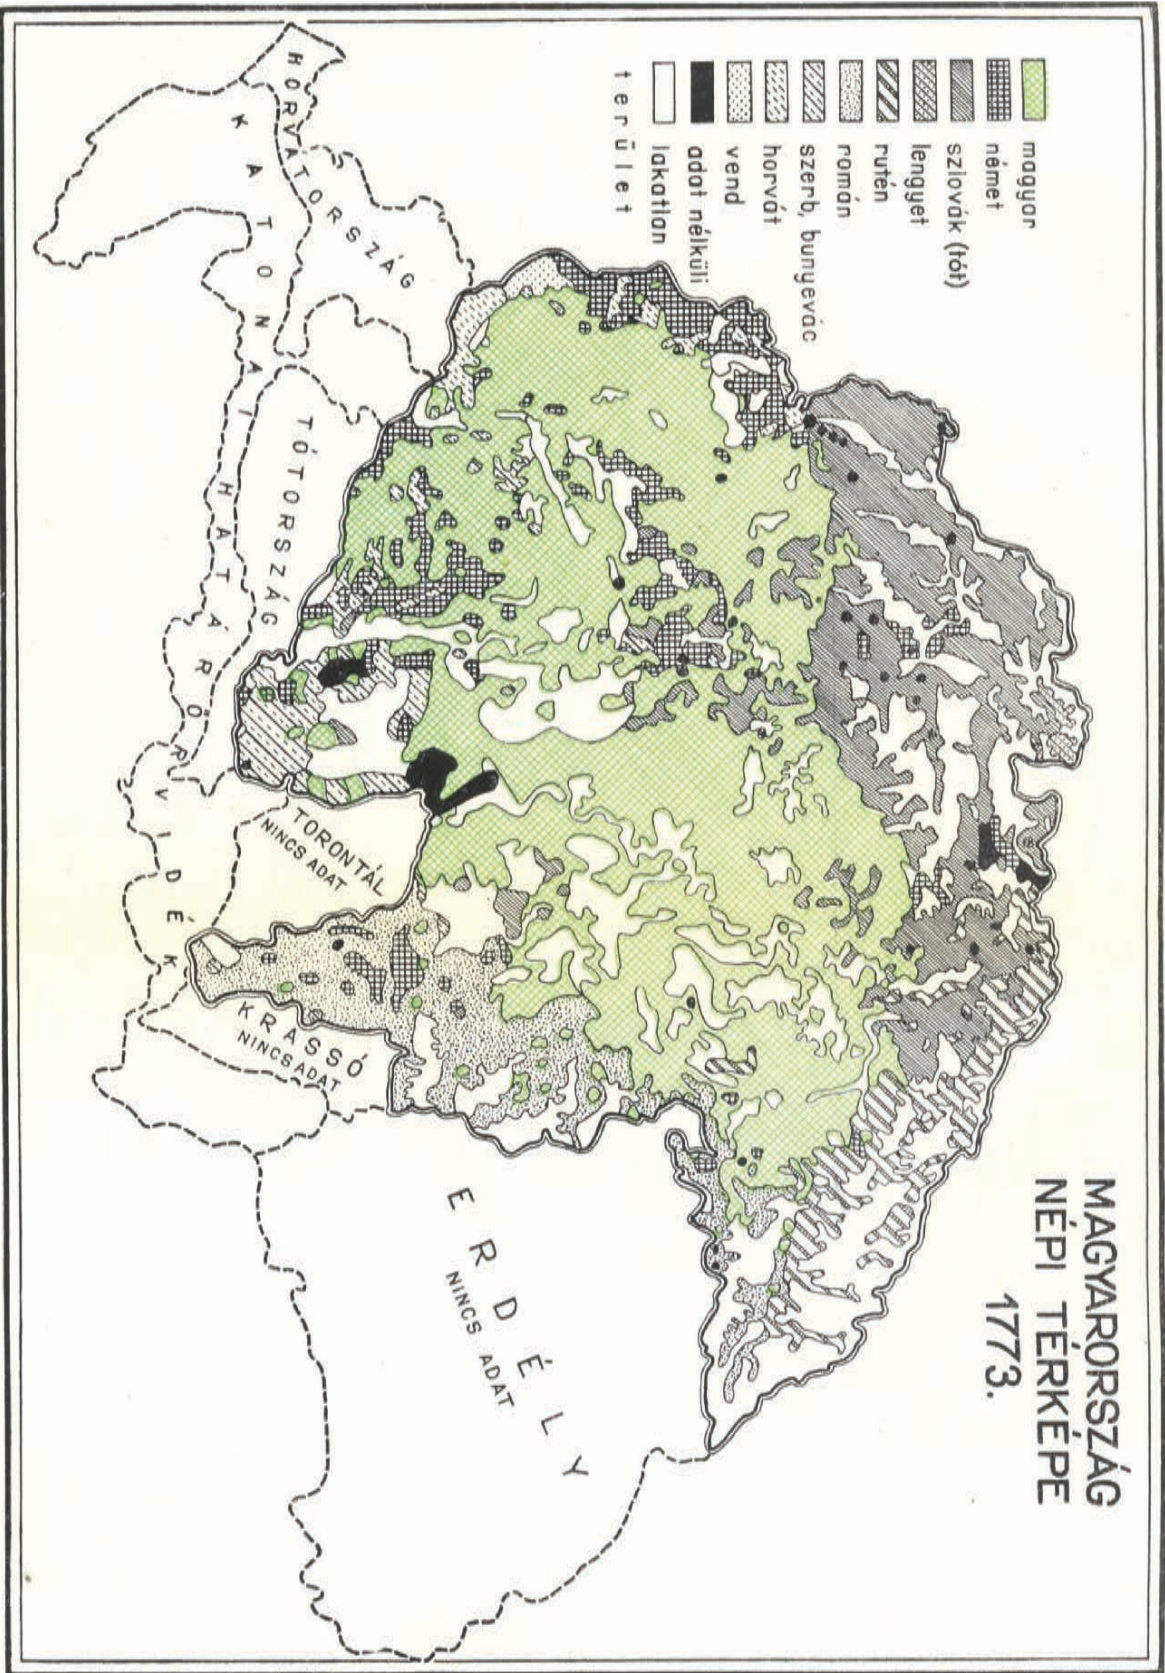 MAGYARORSZÁG
NÉPI TÉRKÉPE
1773.
magyar
német
szlovák (tót)
lengyet
rutén
román
szerb, bunyevác
horvát
vend
adat nélküli
lakatlan
terület
HORVÁTORSZÁG
KATONAI HATÁRŐRVIDÉK
TÓTORSZÁG
TORONTÁL
NINCS ADAT
KRASSÓ
NINCS ADAT
ERDÉLY
NINCS ADAT